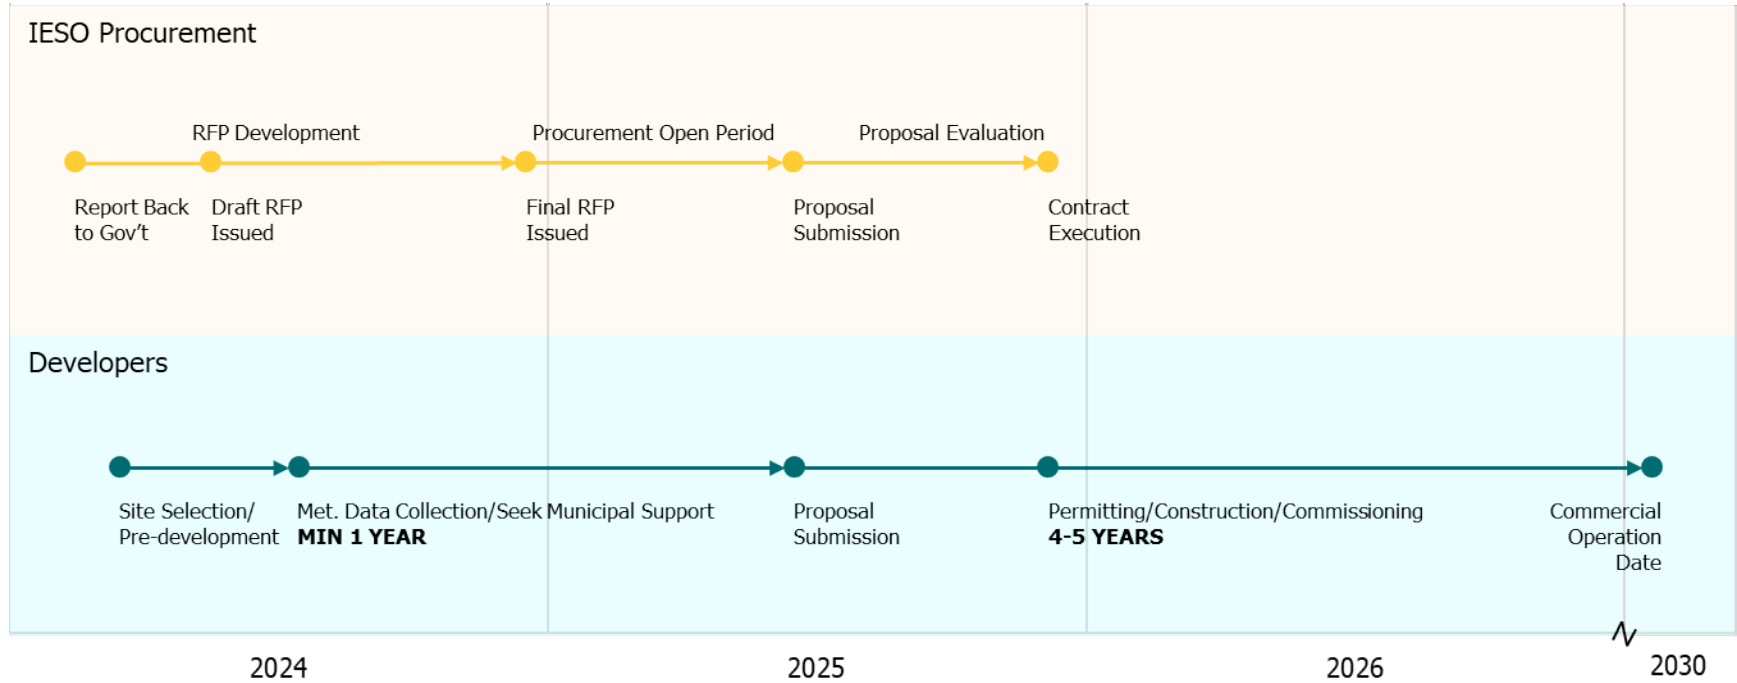 IESO Procurement
RFP Development
Procurement Open Period
Proposal Evaluation
Report Back
to Gov't
Draft RFP
Issued
Final RFP
Issued
Proposal
Submission
Contract
Execution
Developers
Site Selection/
Pre-development
Met. Data Collection/Seek Municipal Support
MIN 1 YEAR
Proposal
Submission
Permitting/Construction/Commissioning
4-5 YEARS
Commercial
Operation
Date
2024
2025
2026
2030